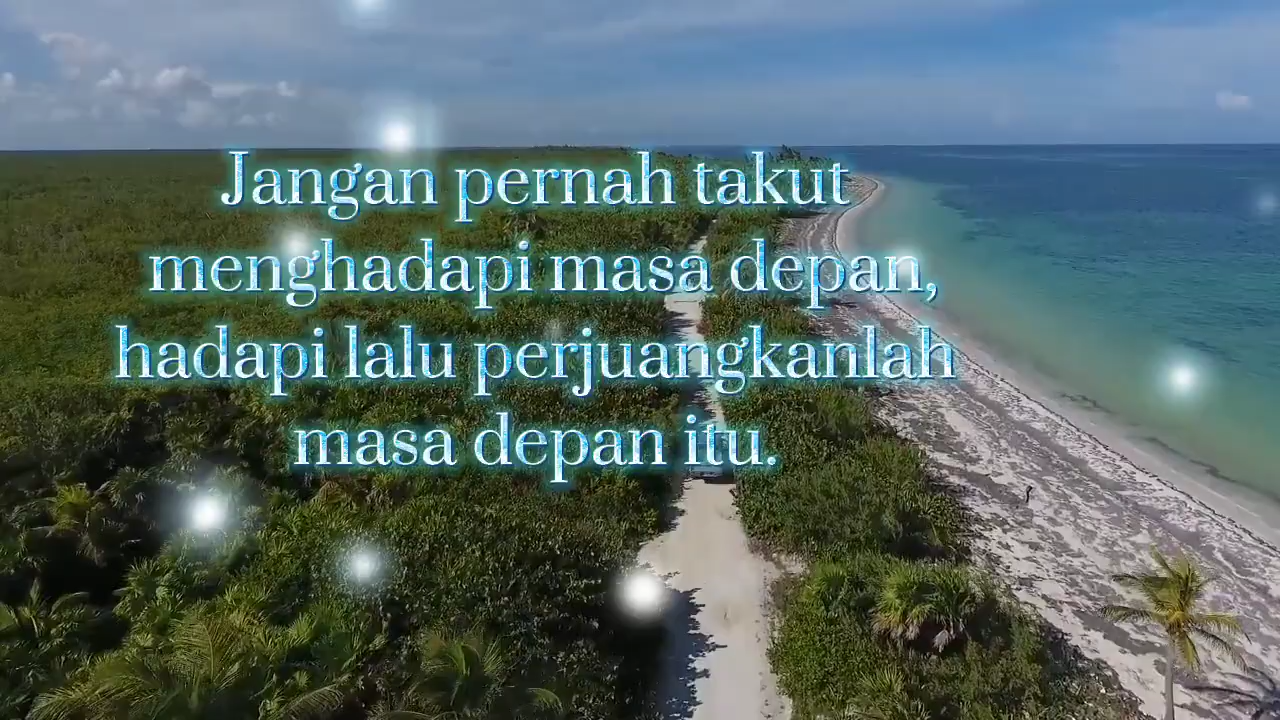 Jangan pernah takut
menghadapi masa depan,
hadapi lalu perjuangkanlah
masa depan itu.